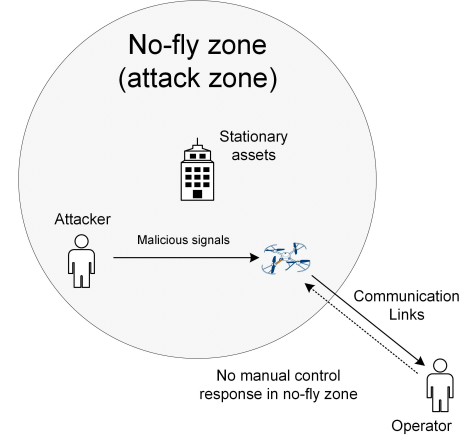 No-fly zone
(attack zone)
Stationary
assets
Attacker
Malicious signals
Communication
Links
No manual control
response in no-fly zone
Operator